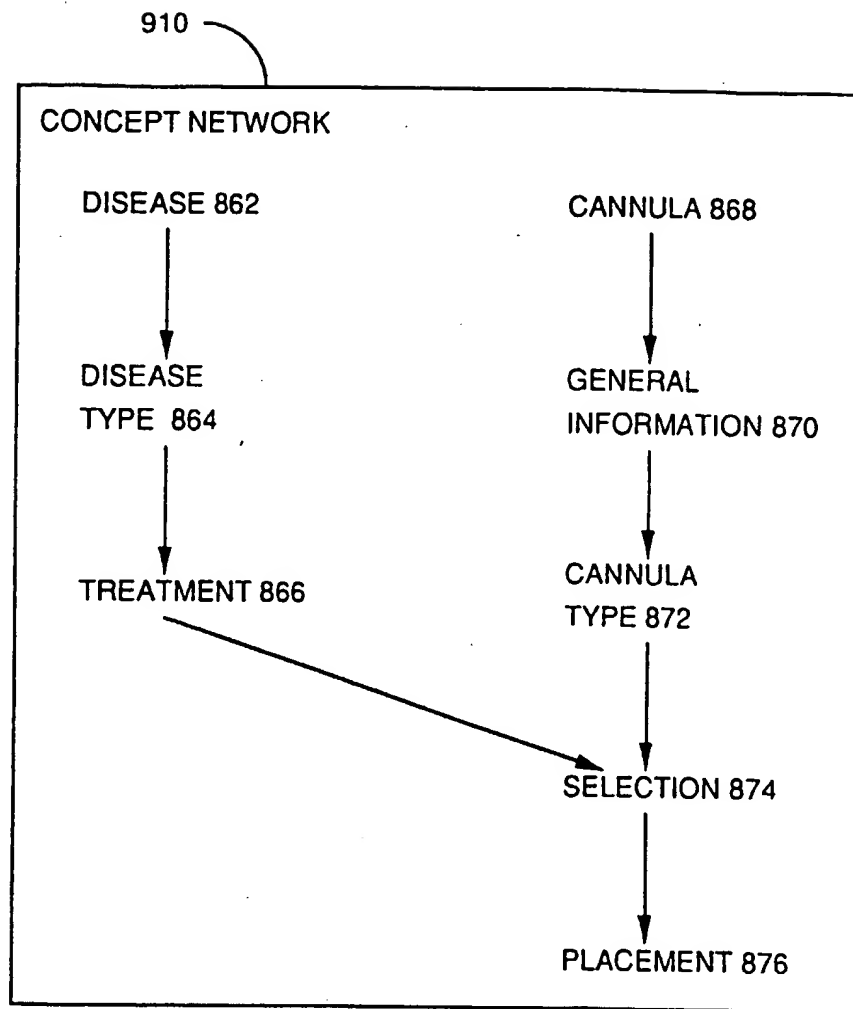 910
CONCEPT NETWORK
DISEASE 862
CANNULA 868
DISEASE
TYPE 864
GENERAL
INFORMATION 870
TREATMENT 866
CANNULA
TYPE 872
SELECTION 874
PLACEMENT 876